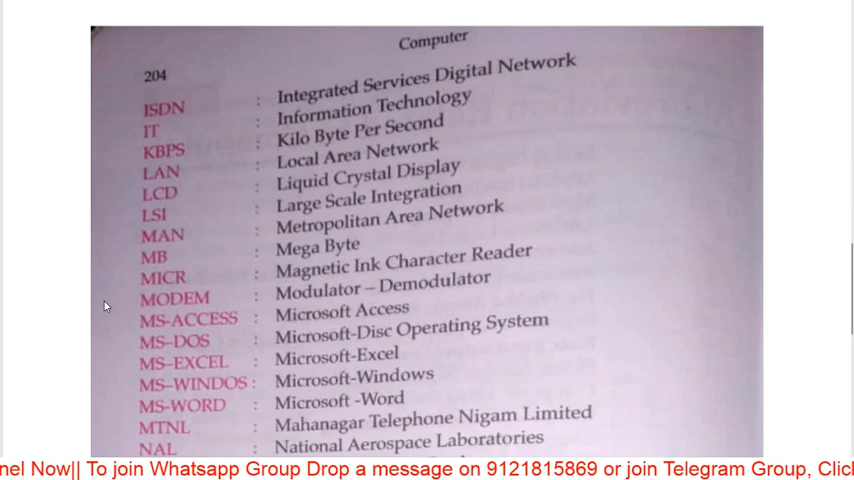 Computer
204
ISDN : Integrated Services Digital Network
IT : Information Technology
KBPS : Kilo Byte Per Second
LAN : Local Area Network
LCD : Liquid Crystal Display
LSI : Large Scale Integration
MAN : Metropolitan Area Network
MB : Mega Byte
MICR : Magnetic Ink Character Reader
MODEM : Modulator – Demodulator
MS-ACCESS : Microsoft Access
MS–DOS : Microsoft-Disc Operating System
MS–EXCEL : Microsoft-Excel
MS–WINDOS : Microsoft-Windows
MS-WORD : Microsoft -Word
MTNL : Mahanagar Telephone Nigam Limited
NAL : National Aerospace Laboratories
nel Now|| To join Whatsapp Group Drop a message on 9121815869 or join Telegram Group, Clic